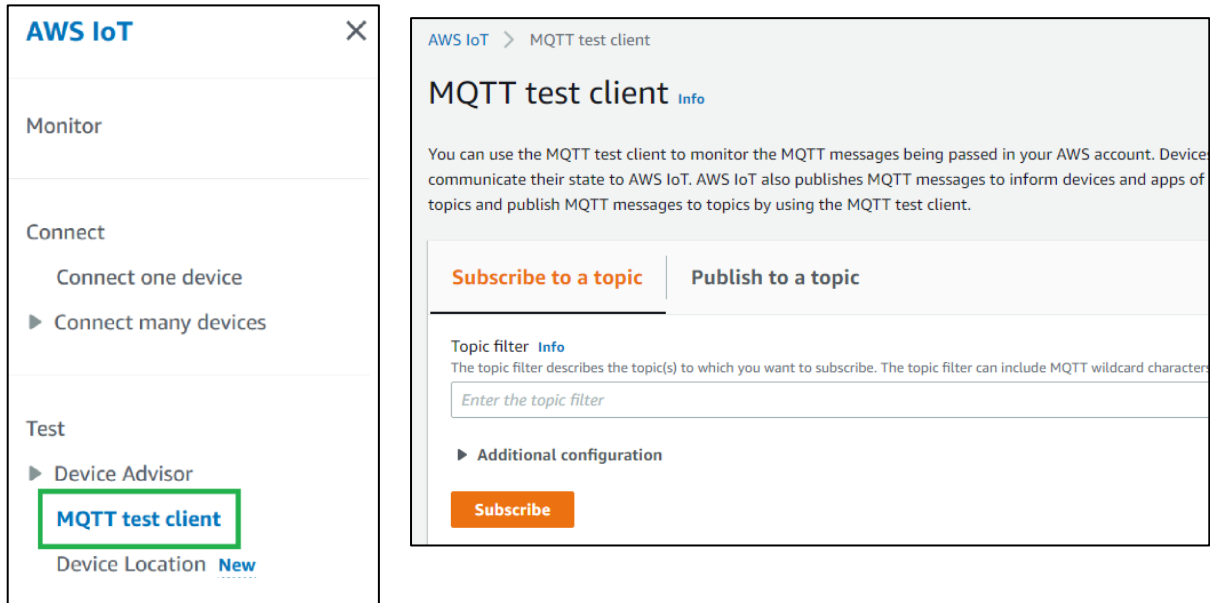 AWS IoT
Monitor
Connect
Connect one device
Connect many devices
Test
Device Advisor
MQTT test client
Device Location New
AWS IoT > MQTT test client
MQTT test client Info
You can use the MQTT test client to monitor the MQTT messages being passed in your AWS account. Devices
communicate their state to AWS IoT. AWS IoT also publishes MQTT messages to inform devices and apps of
topics and publish MQTT messages to topics by using the MQTT test client.
Subscribe to a topic
Publish to a topic
Topic filter Info
The topic filter describes the topic(s) to which you want to subscribe. The topic filter can include MQTT wildcard characters
Enter the topic filter
Additional configuration
Subscribe